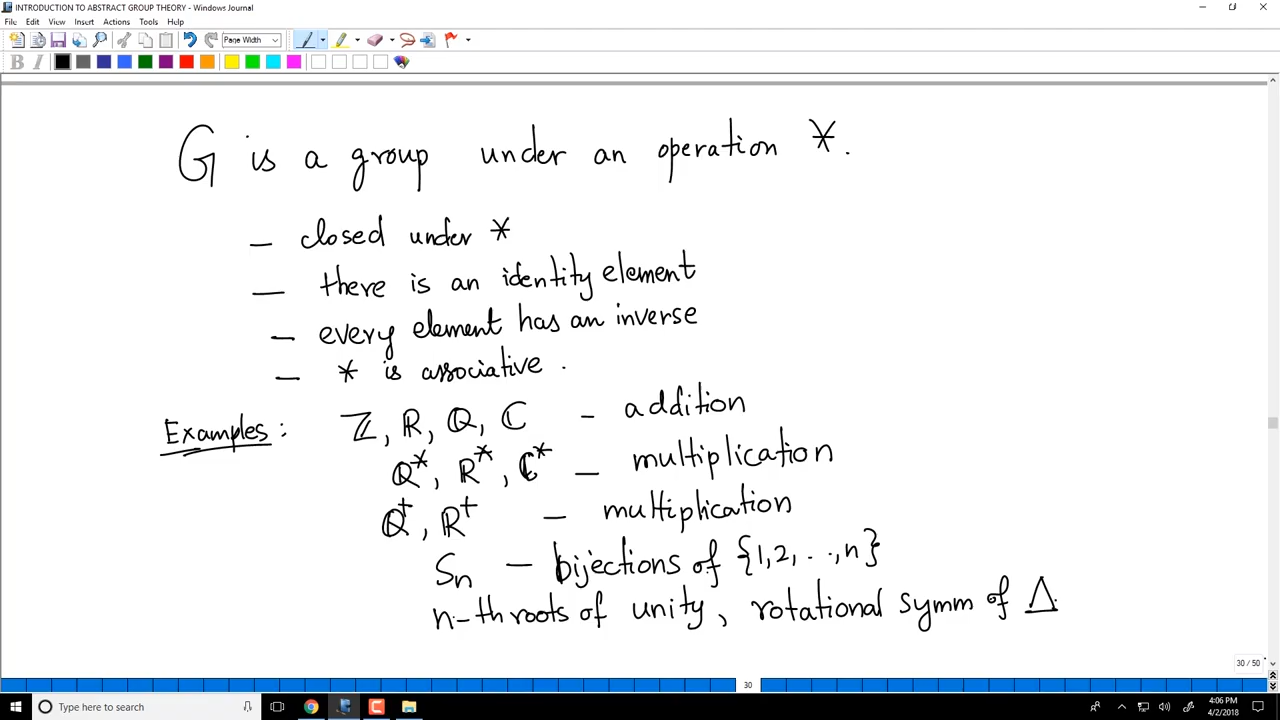 INTRODUCTION TO ABSTRACT GROUP THEORY - Windows Journal
File Edit View Insert Actions Tools Help
Page Width
B I
G is a group under an operation *.
— closed under *
— there is an identity element
— every element has an inverse
— * is associative.
Examples: ℤ, ℝ, ℚ, ℂ – addition
ℚ*, ℝ*, ℂ* — multiplication
ℚ⁺, ℝ⁺ — multiplication
Sₙ — bijections of {1,2,...,n}
n-th roots of unity, rotational symm of Δ
30 / 50
30
Type here to search
4:06 PM
4/2/2018